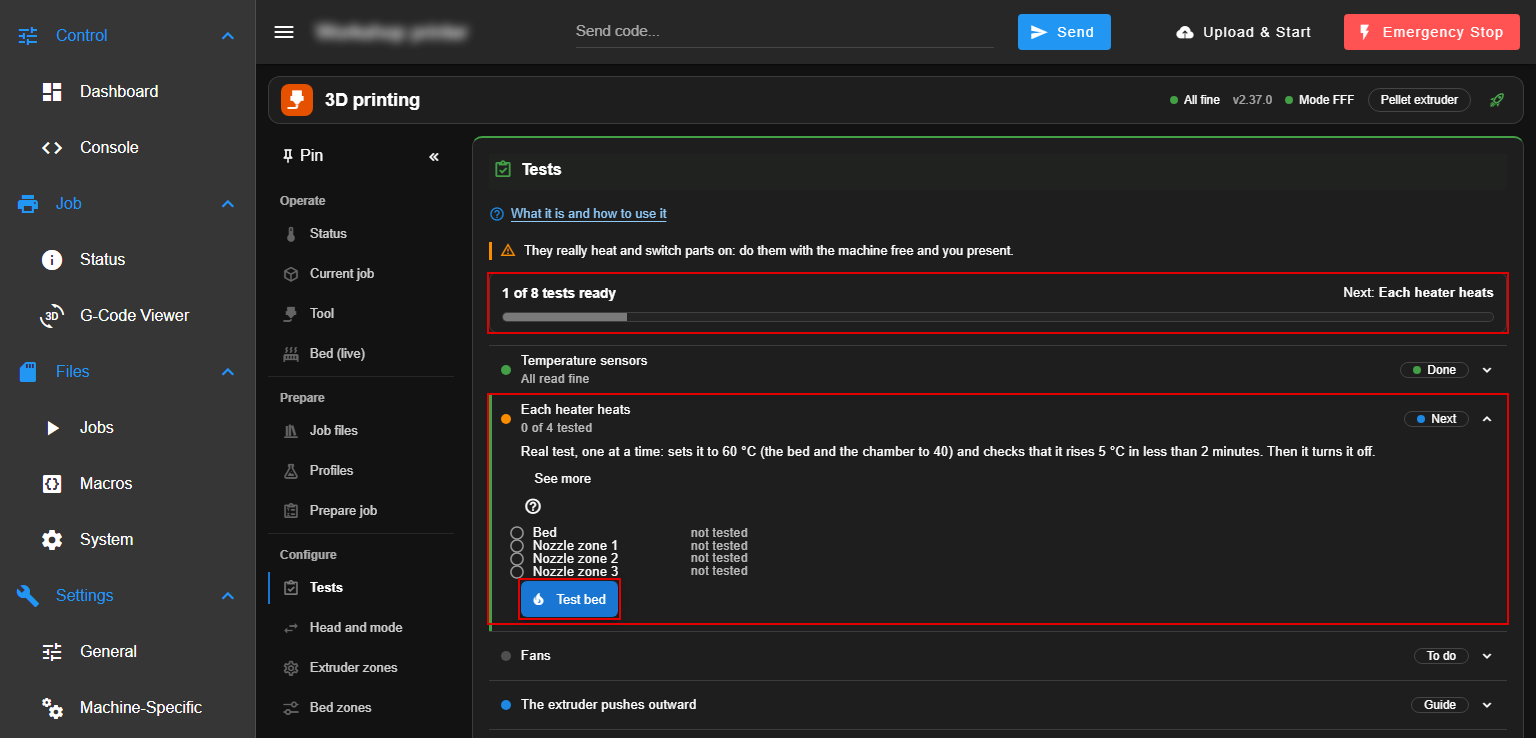 Control
Dashboard
Console
Job
Status
G-Code Viewer
Files
Jobs
Macros
System
Settings
General
Machine-Specific
Send code...
Send
Upload & Start
Emergency Stop
3D printing
All fine
v2.37.0
Mode FFF
Pellet extruder
Pin
Operate
Status
Current job
Tool
Bed (live)
Prepare
Job files
Profiles
Prepare job
Configure
Tests
Head and mode
Extruder zones
Bed zones
Tests
What it is and how to use it
They really heat and switch parts on: do them with the machine free and you present.
1 of 8 tests ready
Next: Each heater heats
Temperature sensors
All read fine
Done
Each heater heats
0 of 4 tested
Next
Real test, one at a time: sets it to 60 °C (the bed and the chamber to 40) and checks that it rises 5 °C in less than 2 minutes. Then it turns it off.
See more
Bed not tested
Nozzle zone 1 not tested
Nozzle zone 2 not tested
Nozzle zone 3 not tested
Test bed
Fans
To do
The extruder pushes outward
Guide